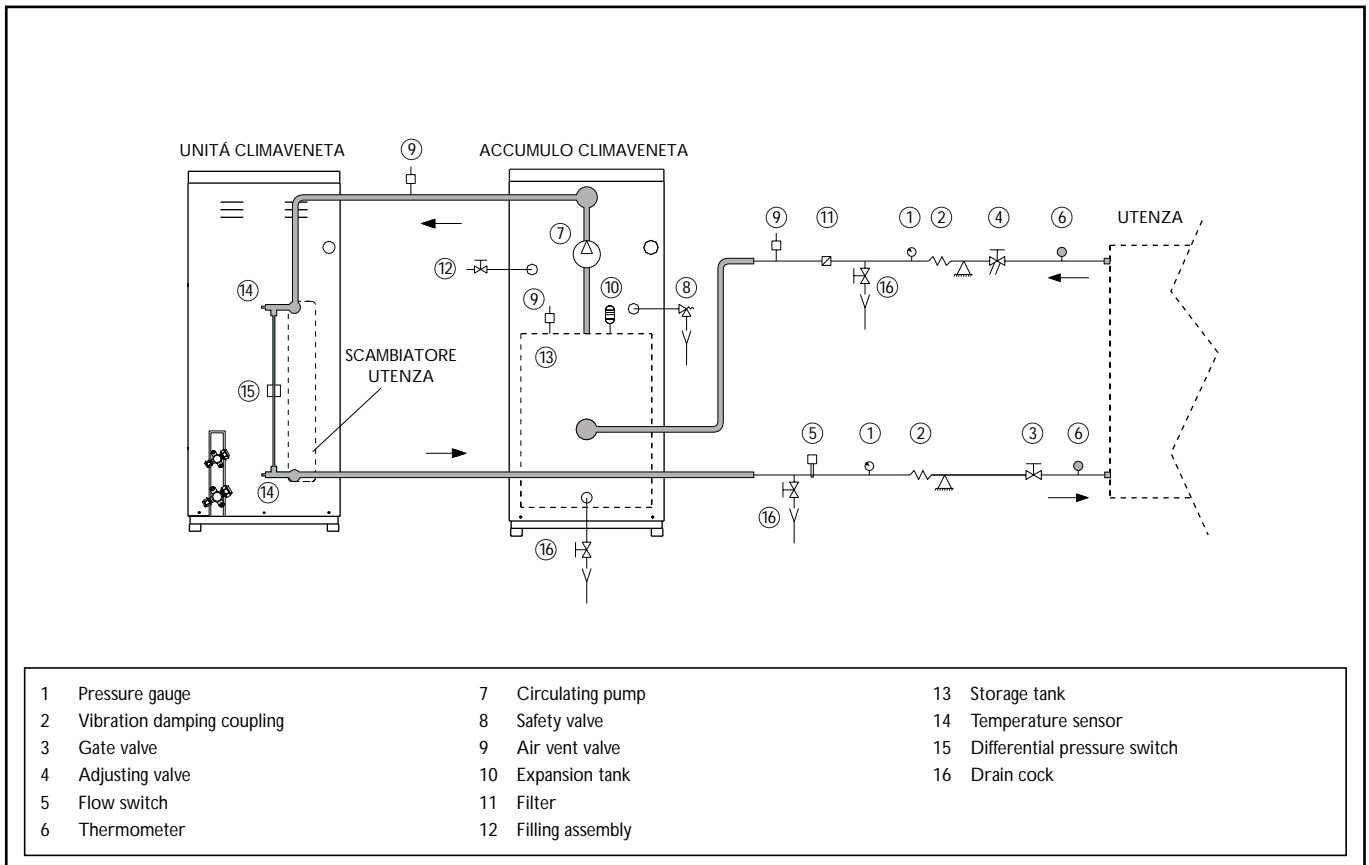 UNITÁ CLIMAVENETA
9
ACCUMULO CLIMAVENETA
7
12
10
8
9
14
13
SCAMBIATORE
UTENZA
15
14
16
9
11
1
2
4
6
UTENZA
16
5
1
2
3
6
16
1 Pressure gauge
2 Vibration damping coupling
3 Gate valve
4 Adjusting valve
5 Flow switch
6 Thermometer
7 Circulating pump
8 Safety valve
9 Air vent valve
10 Expansion tank
11 Filter
12 Filling assembly
13 Storage tank
14 Temperature sensor
15 Differential pressure switch
16 Drain cock